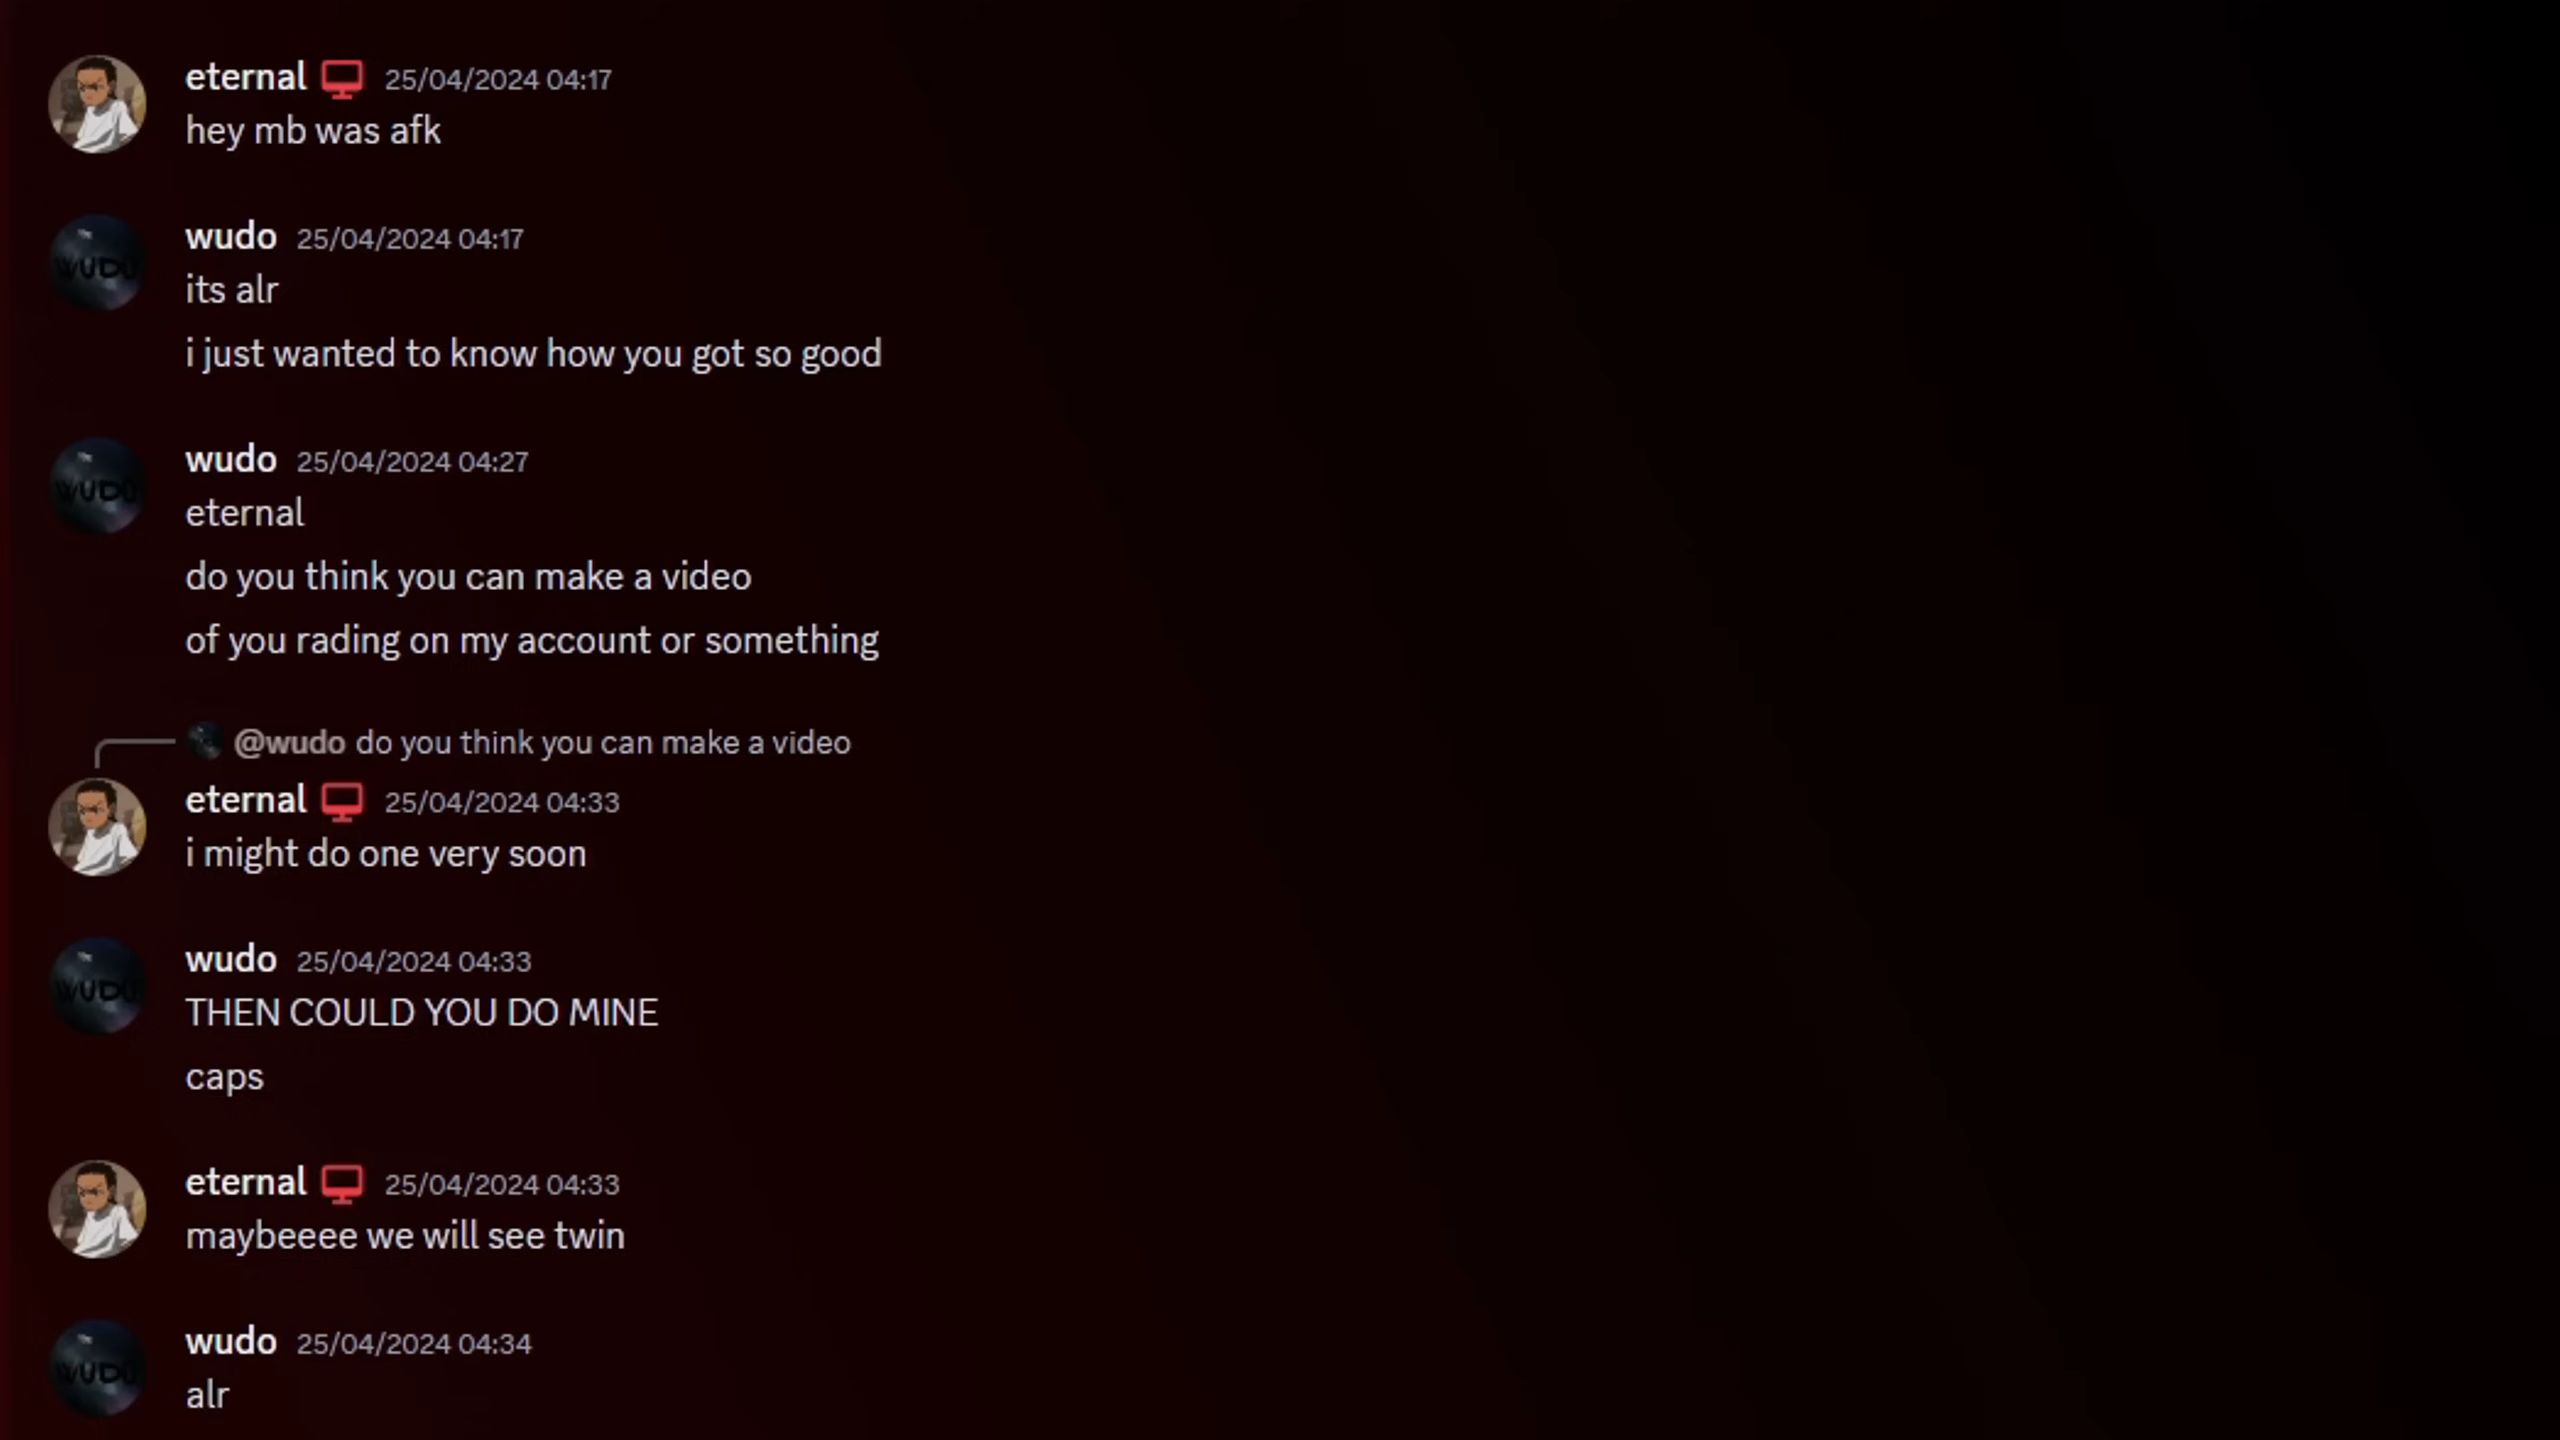 eternal 25/04/2024 04:17
hey mb was afk
wudo 25/04/2024 04:17
its alr
i just wanted to know how you got so good
wudo 25/04/2024 04:27
eternal
do you think you can make a video
of you rading on my account or something
@wudo do you think you can make a video
eternal 25/04/2024 04:33
i might do one very soon
wudo 25/04/2024 04:33
THEN COULD YOU DO MINE
caps
eternal 25/04/2024 04:33
maybeeee we will see twin
wudo 25/04/2024 04:34
alr